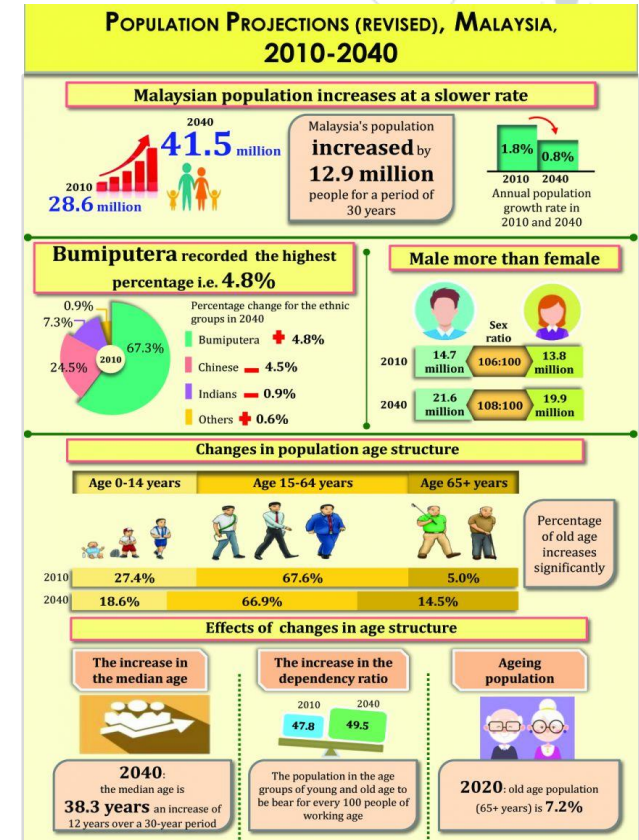 POPULATION PROJECTIONS (REVISED), MALAYSIA,
2010-2040
Malaysian population increases at a slower rate
2040
41.5 million
2010
28.6 million
Malaysia's population
increased by
12.9 million
people for a period of
30 years
1.8%
0.8%
2010 2040
Annual population
growth rate in
2010 and 2040
Bumiputera recorded the highest
percentage i.e. 4.8%
0.9%
7.3%
24.5%
2010
67.3%
Percentage change for the ethnic
groups in 2040
Bumiputera + 4.8%
Chinese - 4.5%
Indians - 0.9%
Others + 0.6%
Male more than female
Sex
ratio
2010
14.7
million
106:100
13.8
million
2040
21.6
million
108:100
19.9
million
Changes in population age structure
Age 0-14 years Age 15-64 years Age 65+ years
Percentage
of old age
increases
significantly
2010 27.4% 67.6% 5.0%
2040 18.6% 66.9% 14.5%
Effects of changes in age structure
The increase in
the median age
2040:
the median age is
38.3 years an increase of
12 years over a 30-year period
The increase in the
dependency ratio
2010 2040
47.8 49.5
The population in the age
groups of young and old age to
be bear for every 100 people of
working age
Ageing
population
2020: old age population
(65+ years) is 7.2%